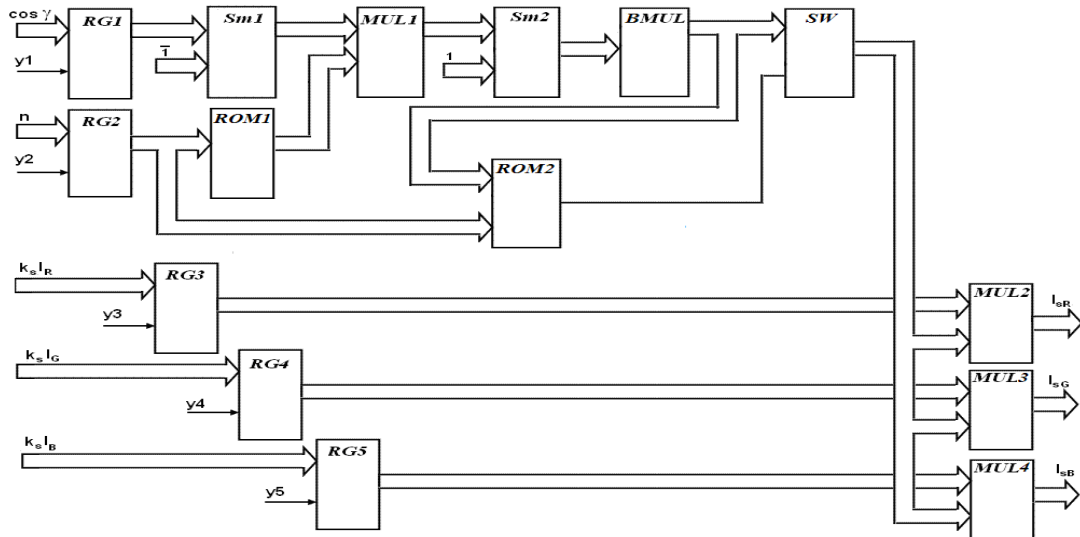 cos γ
RG1
Sm1
MUL1
Sm2
BMUL
SW
1̅
1
y1
n
RG2
ROM1
y2
ROM2
k_s I_R
RG3
y3
MUL2
I_sR
k_s I_G
RG4
y4
MUL3
I_sG
k_s I_B
RG5
y5
MUL4
I_sB